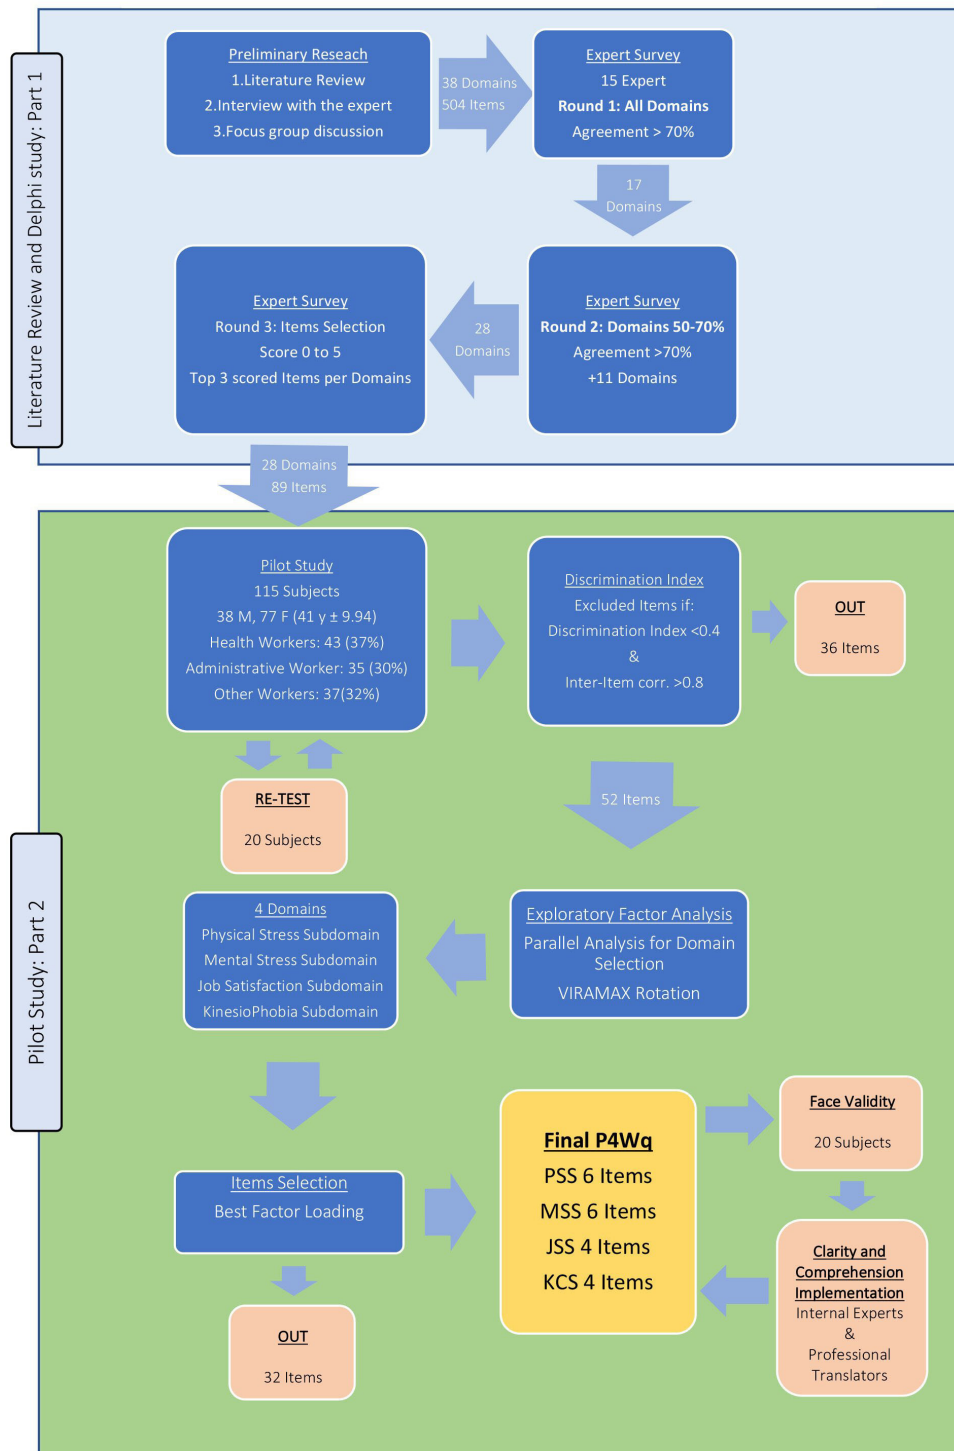 Literature Review and Delphi study: Part 1
Preliminary Reseach
1.Literature Review
2.Interview with the expert
3.Focus group discussion
38 Domains
504 Items
Expert Survey
15 Expert
Round 1: All Domains
Agreement > 70%
17
Domains
Expert Survey
Round 2: Domains 50-70%
Agreement >70%
+11 Domains
28
Domains
Expert Survey
Round 3: Items Selection
Score 0 to 5
Top 3 scored Items per Domains
28 Domains
89 Items
Pilot Study: Part 2
Pilot Study
115 Subjects
38 M, 77 F (41 y ± 9.94)
Health Workers: 43 (37%)
Administrative Worker: 35 (30%)
Other Workers: 37(32%)
Discrimination Index
Excluded Items if:
Discrimination Index <0.4
&
Inter-Item corr. >0.8
OUT
36 Items
RE-TEST
20 Subjects
52 Items
Exploratory Factor Analysis
Parallel Analysis for Domain
Selection
VIRAMAX Rotation
4 Domains
Physical Stress Subdomain
Mental Stress Subdomain
Job Satisfaction Subdomain
KinesioPhobia Subdomain
Items Selection
Best Factor Loading
OUT
32 Items
Final P4Wq
PSS 6 Items
MSS 6 Items
JSS 4 Items
KCS 4 Items
Face Validity
20 Subjects
Clarity and
Comprehension
Implementation
Internal Experts
&
Professional
Translators